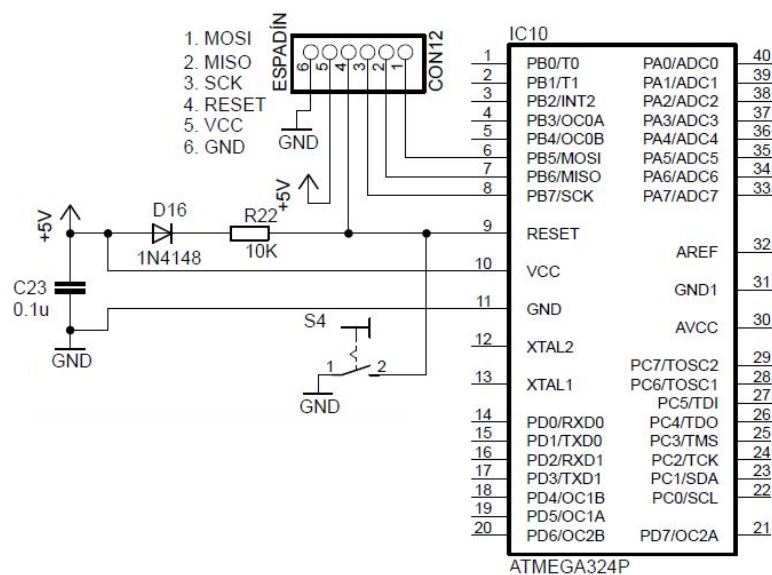 1. MOSI
2. MISO
3. SCK
4. RESET
5. VCC
6. GND
ESPADÍN
6 5 4 3 2 1
CON12
GND
+5V
+5V
D16
1N4148
R22
10K
C23
0.1u
GND
S4
1 2
GND
IC10
1 PB0/T0 PA0/ADC0 40
2 PB1/T1 PA1/ADC1 39
3 PB2/INT2 PA2/ADC2 38
4 PB3/OC0A PA3/ADC3 37
5 PB4/OC0B PA4/ADC4 36
6 PB5/MOSI PA5/ADC5 35
7 PB6/MISO PA6/ADC6 34
8 PB7/SCK PA7/ADC7 33
9 RESET
AREF 32
10 VCC
GND1 31
11 GND
AVCC 30
12 XTAL2
PC7/TOSC2 29
13 XTAL1 PC6/TOSC1 28
PC5/TDI 27
14 PD0/RXD0 PC4/TDO 26
15 PD1/TXD0 PC3/TMS 25
16 PD2/RXD1 PC2/TCK 24
17 PD3/TXD1 PC1/SDA 23
18 PD4/OC1B PC0/SCL 22
19 PD5/OC1A
20 PD6/OC2B PD7/OC2A 21
ATMEGA324P